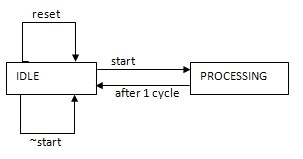 reset
start
IDLE
PROCESSING
after 1 cycle
~start